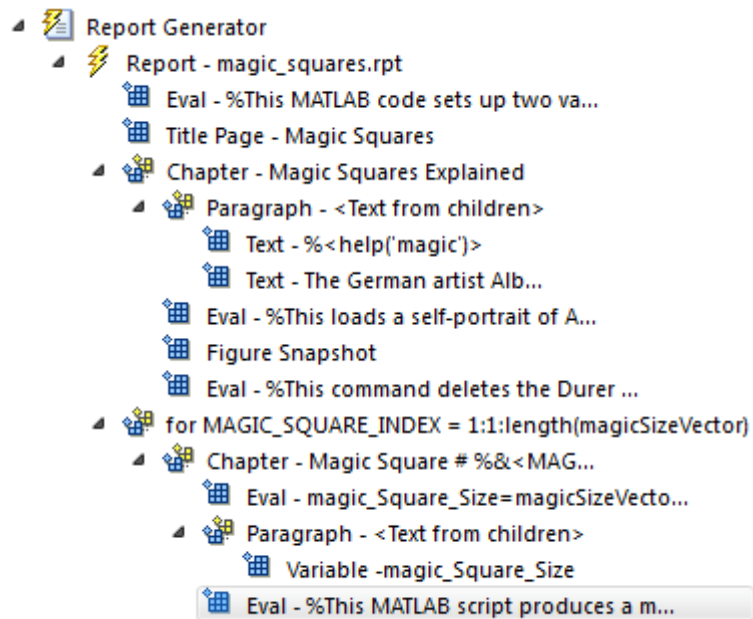 Report Generator
Report - magic_squares.rpt
Eval - %This MATLAB code sets up two va...
Title Page - Magic Squares
Chapter - Magic Squares Explained
Paragraph - <Text from children>
Text - %<help('magic')>
Text - The German artist Alb...
Eval - %This loads a self-portrait of A...
Figure Snapshot
Eval - %This command deletes the Durer ...
for MAGIC_SQUARE_INDEX = 1:1:length(magicSizeVector)
Chapter - Magic Square # %&<MAG...
Eval - magic_Square_Size=magicSizeVecto...
Paragraph - <Text from children>
Variable -magic_Square_Size
Eval - %This MATLAB script produces a m...